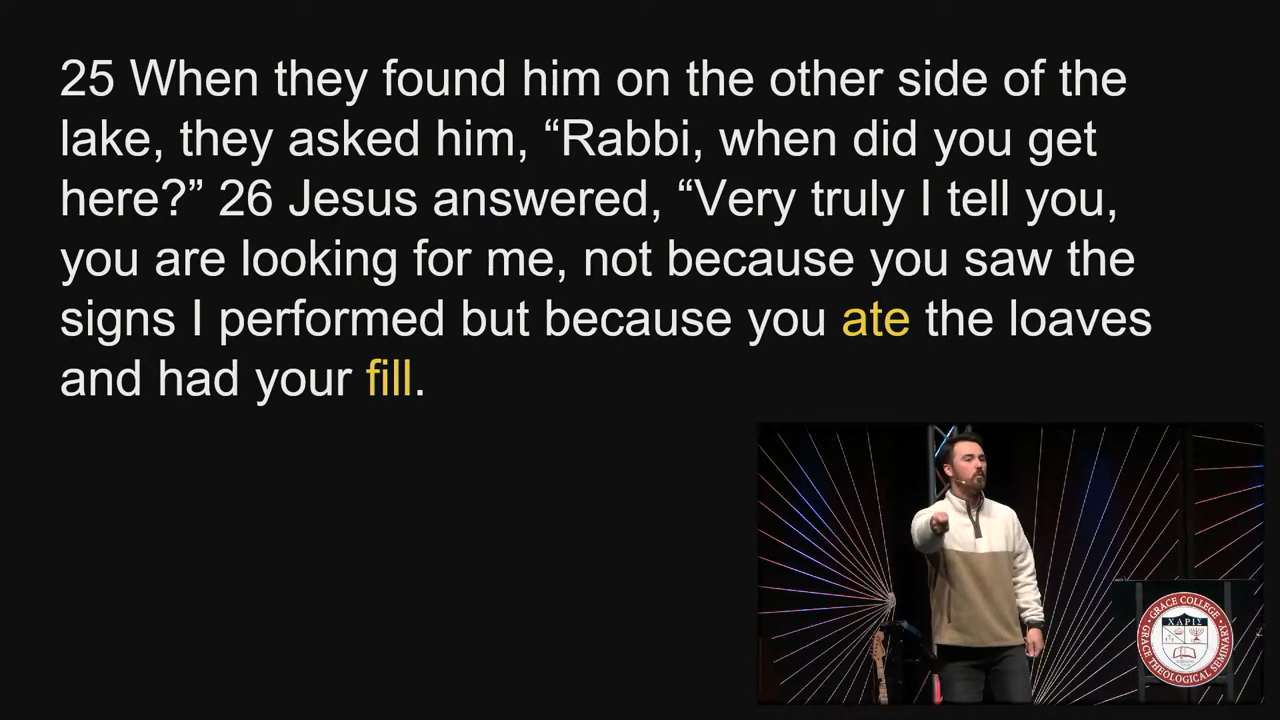 25 When they found him on the other side of the
lake, they asked him, “Rabbi, when did you get
here?” 26 Jesus answered, “Very truly I tell you,
you are looking for me, not because you saw the
signs I performed but because you ate the loaves
and had your fill.
GRACE COLLEGE
ΧΑΡΙΣ
GRACE THEOLOGICAL SEMINARY